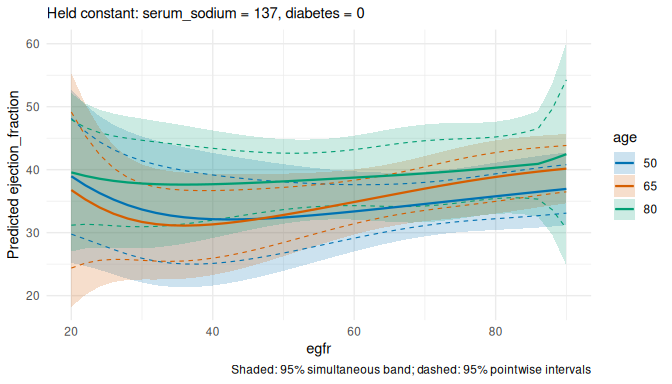 Held constant: serum_sodium = 137, diabetes = 0
Predicted ejection_fraction
60
50
40
30
20
20
40
60
80
egfr
age
50
65
80
Shaded: 95% simultaneous band; dashed: 95% pointwise intervals